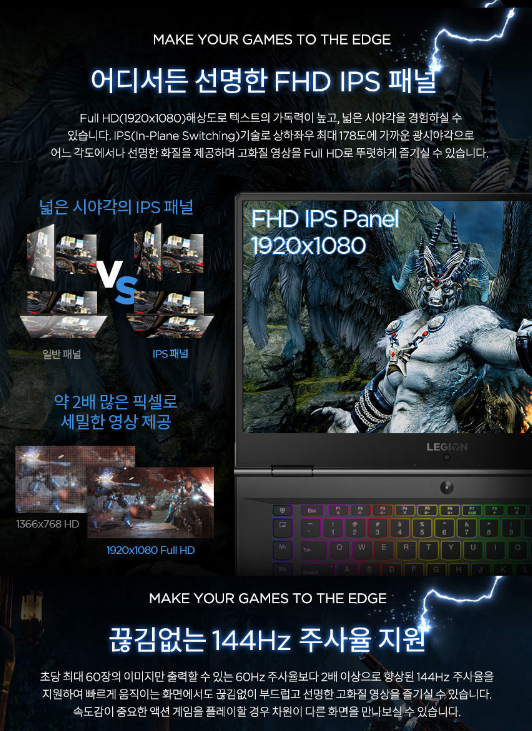 MAKE YOUR GAMES TO THE EDGE
어디서든 선명한 FHD IPS 패널
Full HD(1920x1080)해상도로 텍스트의 가독력이 높고, 넓은 시야각을 경험하실 수
있습니다. IPS(In-Plane Switching)기술로 상하좌우 최대 178도에 가까운 광시야각으로
어느 각도에서나 선명한 화질을 제공하며 고화질 영상을 Full HD로 뚜렷하게 즐기실 수 있습니다.
넓은 시야각의 IPS 패널
VS
일반 패널
IPS 패널
FHD IPS Panel
1920x1080
약 2배 많은 픽셀로
세밀한 영상 제공
1366x768 HD
1920x1080 Full HD
LEGION
Q W E R T Y U I O
A S D F G H J K L
MAKE YOUR GAMES TO THE EDGE
끊김없는 144Hz 주사율 지원
초당 최대 60장의 이미지만 출력할 수 있는 60Hz 주사율보다 2배 이상으로 향상된 144Hz 주사율을
지원하여 빠르게 움직이는 화면에서도 끊김없이 부드럽고 선명한 고화질 영상을 즐기실 수 있습니다.
속도감이 중요한 액션 게임을 플레이할 경우 차원이 다른 화면을 만나보실 수 있습니다.